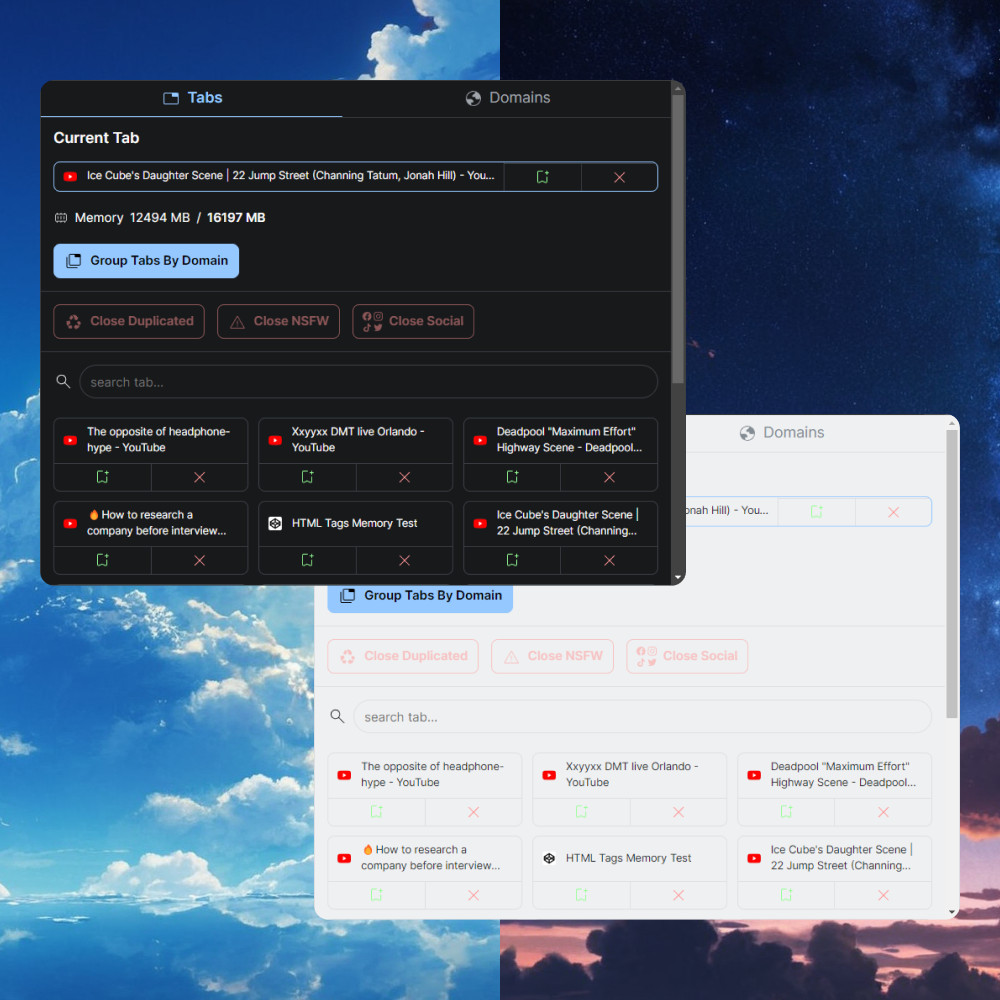 Tabs
Domains
Current Tab
Ice Cube's Daughter Scene | 22 Jump Street (Channing Tatum, Jonah Hill) - You...
Memory 12494 MB / 16197 MB
Group Tabs By Domain
Close Duplicated
Close NSFW
Close Social
search tab...
The opposite of headphone-
hype - YouTube
Xxyyxx DMT live Orlando -
YouTube
Deadpool "Maximum Effort"
Highway Scene - Deadpool...
🔥 How to research a
company before interview...
HTML Tags Memory Test
Ice Cube's Daughter Scene |
22 Jump Street (Channing...
Domains
onah Hill) - You...
Group Tabs By Domain
Close Duplicated
Close NSFW
Close Social
search tab...
The opposite of headphone-
hype - YouTube
Xxyyxx DMT live Orlando -
YouTube
Deadpool "Maximum Effort"
Highway Scene - Deadpool...
🔥 How to research a
company before interview...
HTML Tags Memory Test
Ice Cube's Daughter Scene |
22 Jump Street (Channing...